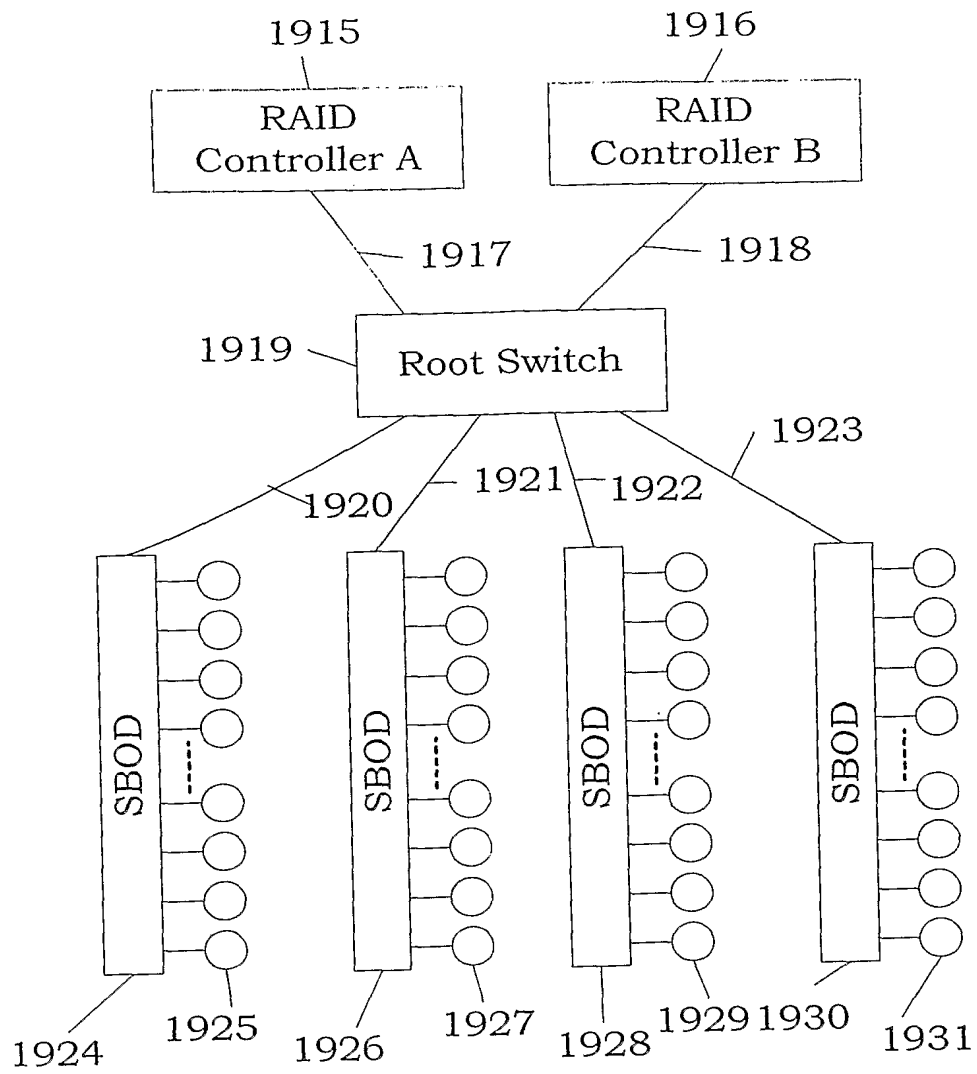 1915
1916
RAID
Controller A
RAID
Controller B
1917
1918
1919
Root Switch
1920
1921
1922
1923
SBOD
SBOD
SBOD
SBOD
1924
1925
1926
1927
1928
1929
1930
1931